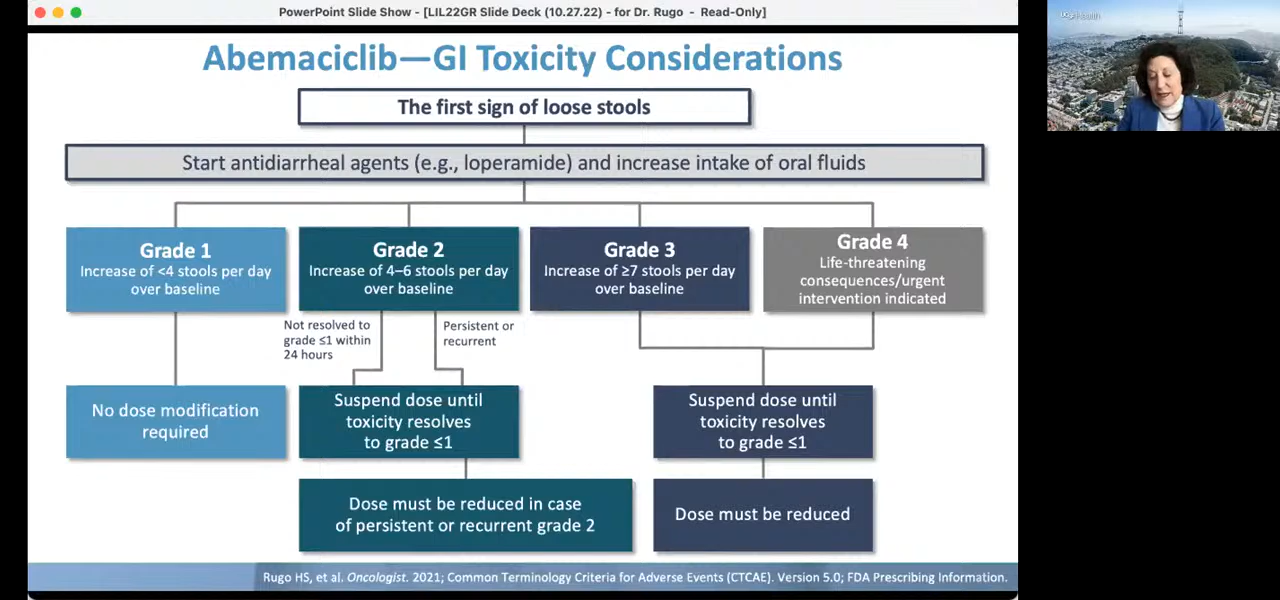 PowerPoint Slide Show - [LIL22GR Slide Deck (10.27.22) - for Dr. Rugo - Read-Only]
UCSF Health
Abemaciclib—GI Toxicity Considerations
The first sign of loose stools
Start antidiarrheal agents (e.g., loperamide) and increase intake of oral fluids
Grade 1
Increase of <4 stools per day
over baseline
Grade 2
Increase of 4–6 stools per day
over baseline
Grade 3
Increase of ≥7 stools per day
over baseline
Grade 4
Life-threatening
consequences/urgent
intervention indicated
Not resolved to
grade ≤1 within
24 hours
Persistent or
recurrent
No dose modification
required
Suspend dose until
toxicity resolves
to grade ≤1
Suspend dose until
toxicity resolves
to grade ≤1
Dose must be reduced in case
of persistent or recurrent grade 2
Dose must be reduced
Rugo HS, et al. Oncologist. 2021; Common Terminology Criteria for Adverse Events (CTCAE). Version 5.0; FDA Prescribing Information.